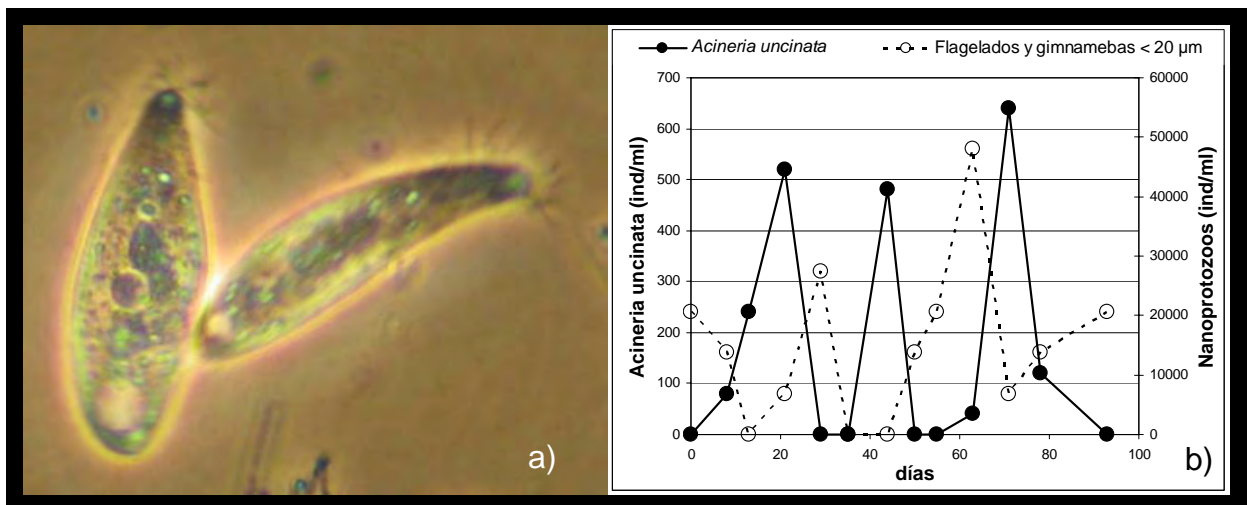 a)
Acineria uncinata
Flagelados y gimnamebas < 20 µm
700
600
500
400
300
200
100
0
Acineria uncinata (ind/ml)
60000
50000
40000
30000
20000
10000
0
Nanoprotozoos (ind/ml)
0 20 40 60 80 100
días
b)